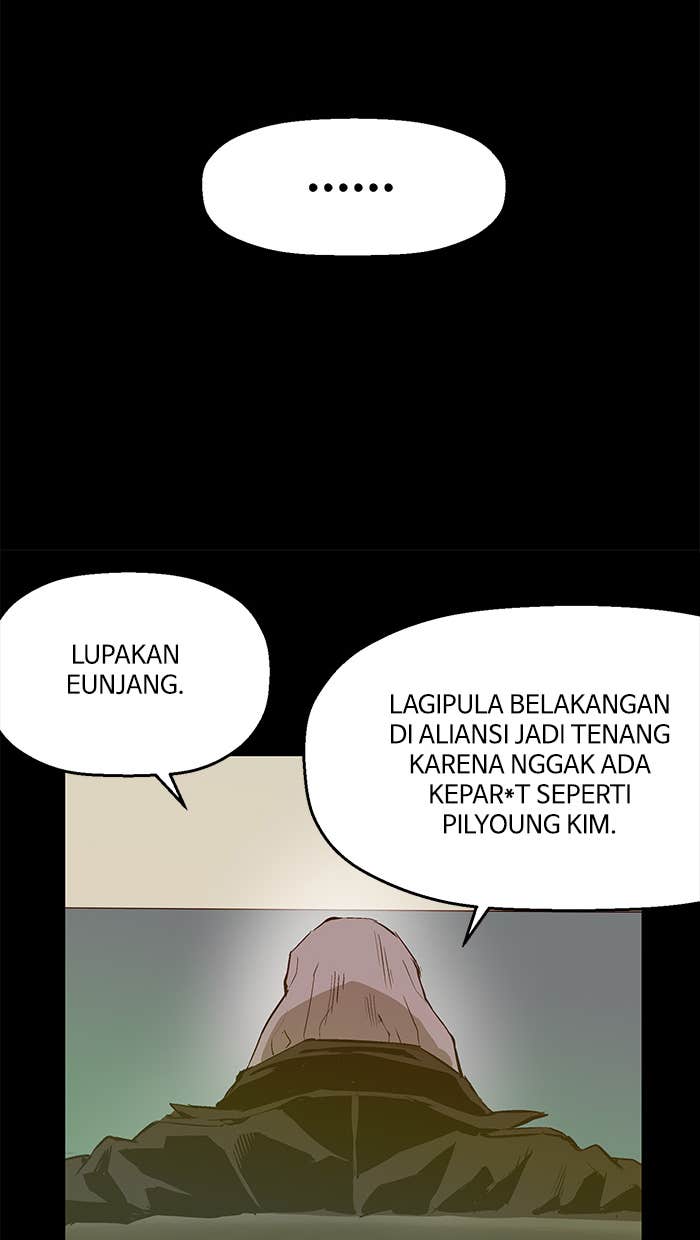 ••••••
LUPAKAN
EUNJANG.
LAGIPULA BELAKANGAN
DI ALIANSI JADI TENANG
KARENA NGGAK ADA
KEPAR*T SEPERTI
PILYOUNG KIM.